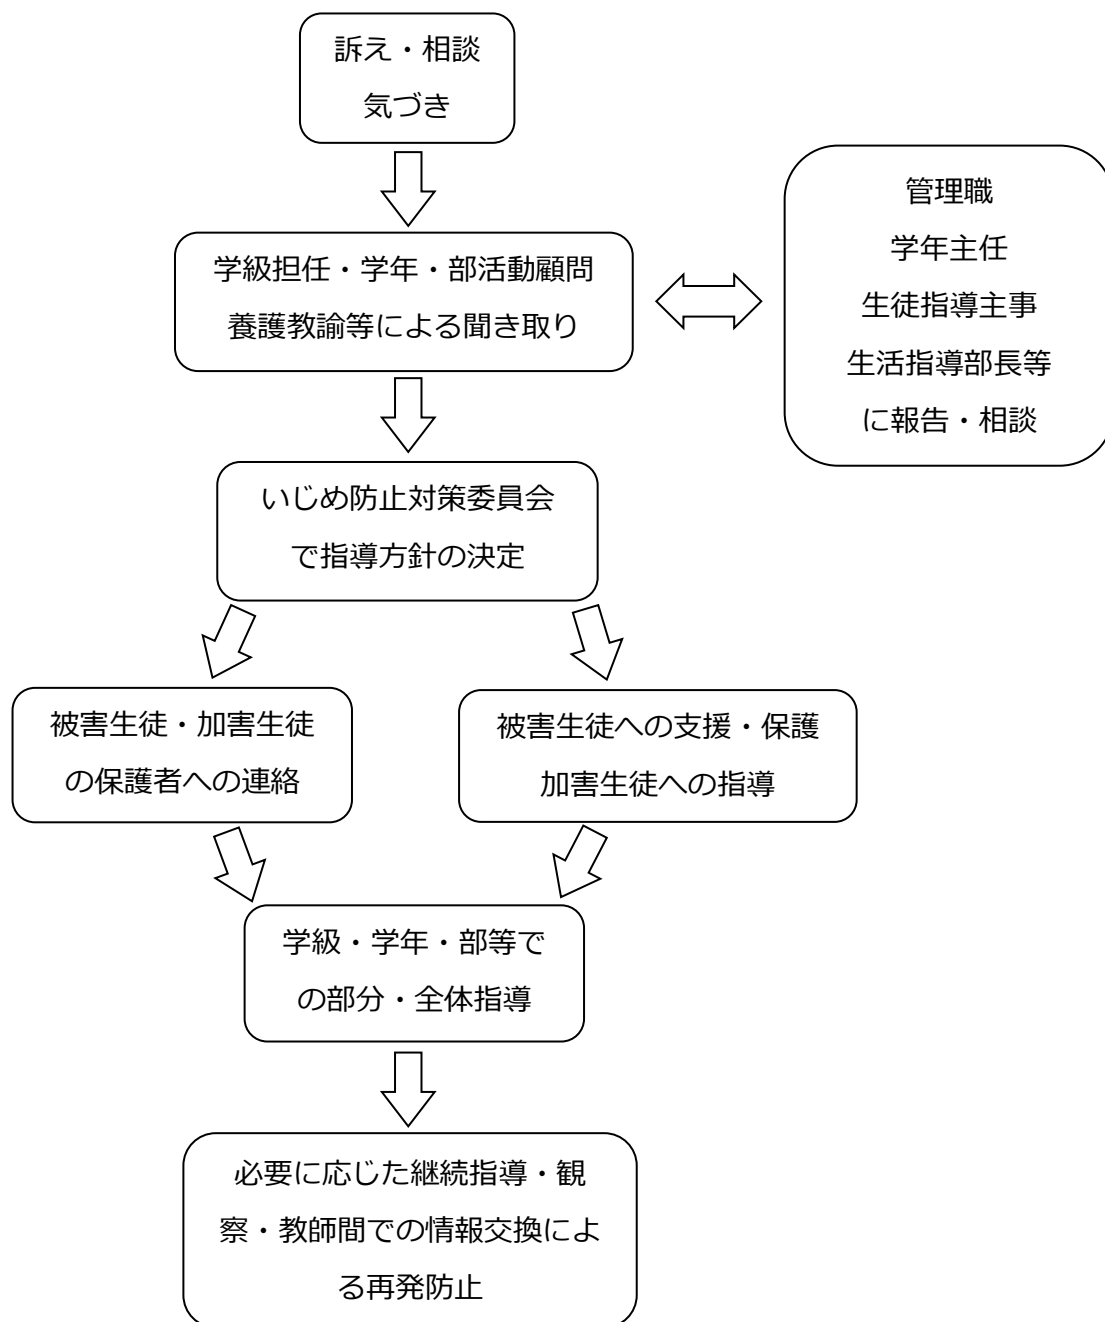 訴え・相談
気づき
学級担任・学年・部活動顧問
養護教諭等による聞き取り
管理職
学年主任
生徒指導主事
生活指導部長等
に報告・相談
いじめ防止対策委員会
で指導方針の決定
被害生徒・加害生徒
の保護者への連絡
被害生徒への支援・保護
加害生徒への指導
学級・学年・部等で
の部分・全体指導
必要に応じた継続指導・観
察・教師間での情報交換によ
る再発防止